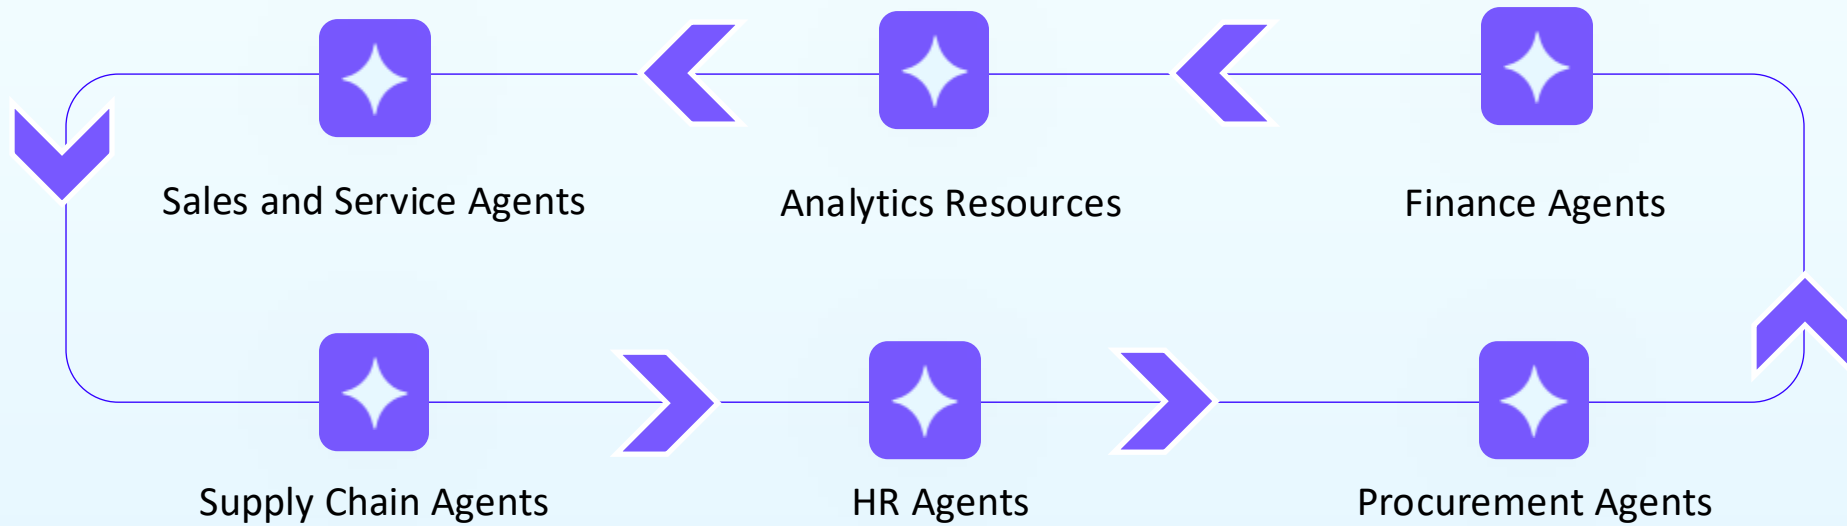 Sales and Service Agents
Analytics Resources
Finance Agents
Supply Chain Agents
HR Agents
Procurement Agents